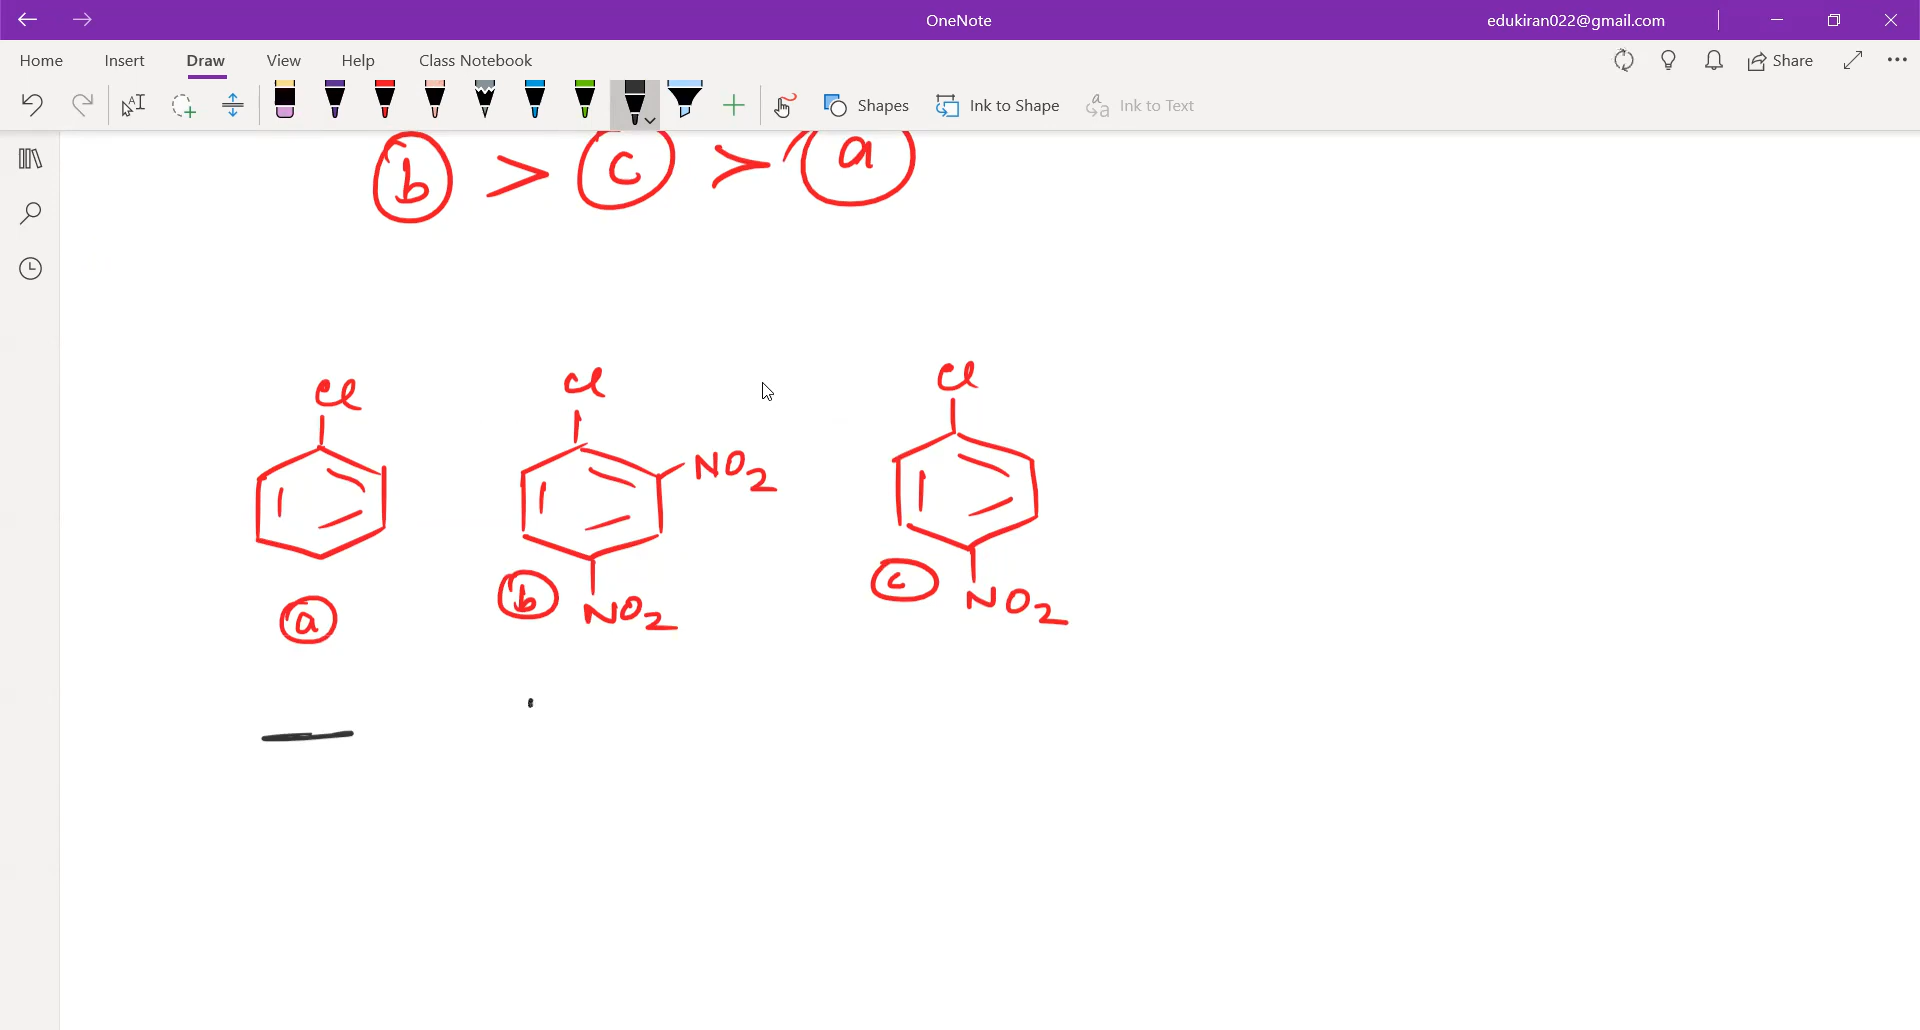 OneNote
edukiran022@gmail.com
Home Insert Draw View Help Class Notebook
Share
Shapes Ink to Shape Ink to Text
b > c > a
Cl Cl Cl
NO2
NO2 NO2
a b c